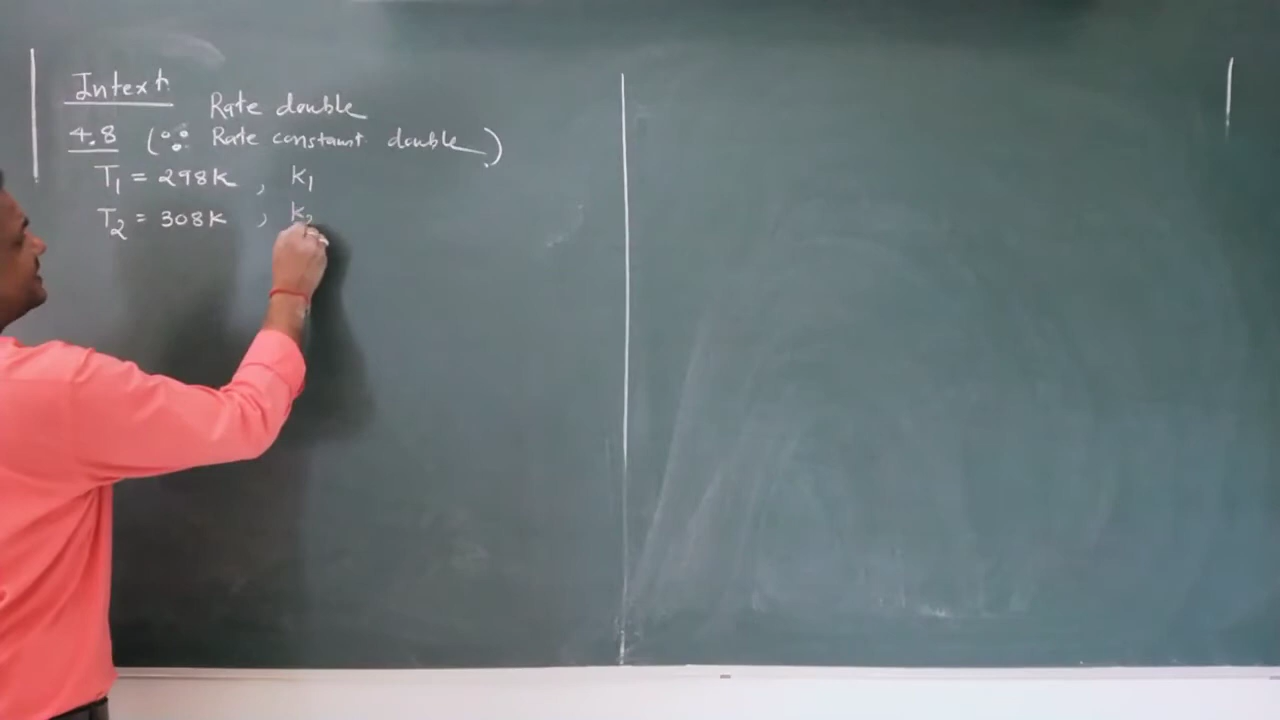 Intext
Rate double
4.8 (∵ Rate constant double)
T₁ = 298K , K₁
T₂ = 308K , K₂